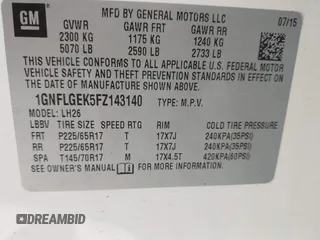 GM
MFD BY GENERAL MOTORS LLC 07/15
GVWR GAWR FRT GAWR RR
2300 KG 1175 KG 1240 KG
5070 LB 2590 LB 2733 LB
THIS VEHICLE CONFORMS TO ALL APPLICABLE U.S. FEDERAL MOTOR
VEHICLE SAFETY AND THEFT PREVENTION STANDARDS IN EFFECT ON THE
DATE OF MANUFACTURE SHOWN ABOVE.
1GNFLGEK5FZ143140 TYPE: M.P.V.
MODEL: LH26
LBBV TIRE SIZE SPEED RTG RIM COLD TIRE PRESSURE
FRT P225/65R17 T 17X7J 240KPA(35PSI)
RR P225/65R17 T 17X7J 240KPA(35PSI)
SPA T145/70R17 M 17X4.5T 420KPA(60PSI)
SEE OWNER'S MANUAL FOR ADDITIONAL INFORMATION.
DREAMBID